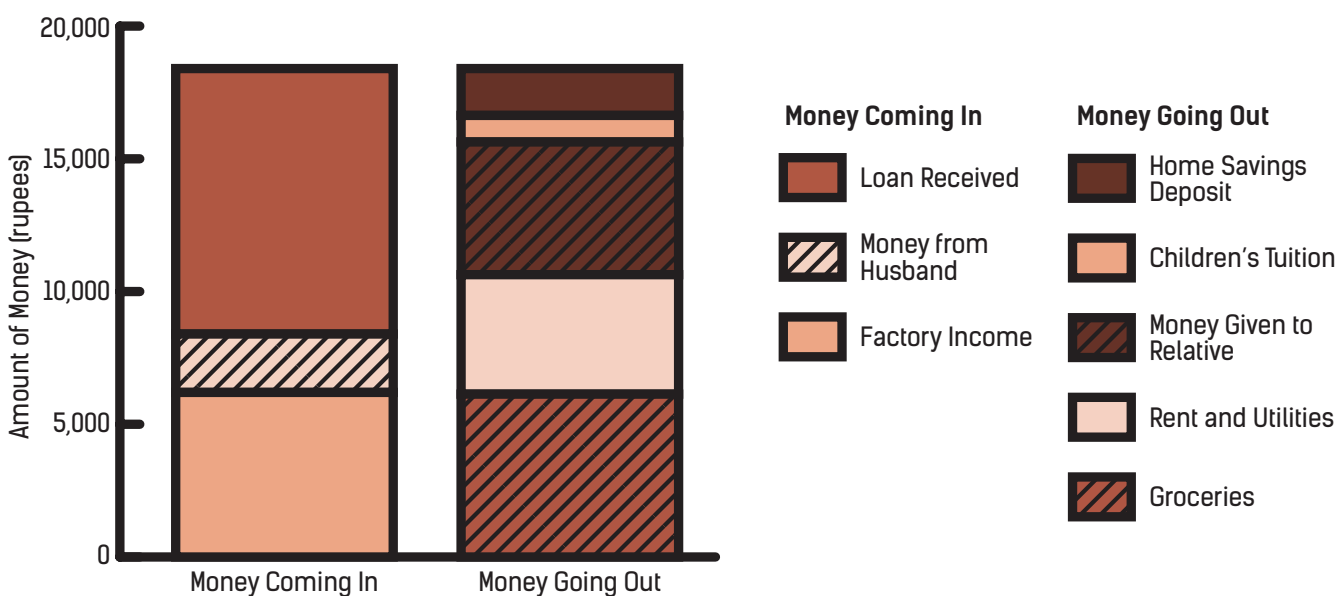 Amount of Money (rupees)
20,000
15,000
10,000
5,000
0
Money Coming In
Money Going Out
Money Coming In
Loan Received
Money from
Husband
Factory Income
Money Going Out
Home Savings
Deposit
Children's Tuition
Money Given to
Relative
Rent and Utilities
Groceries